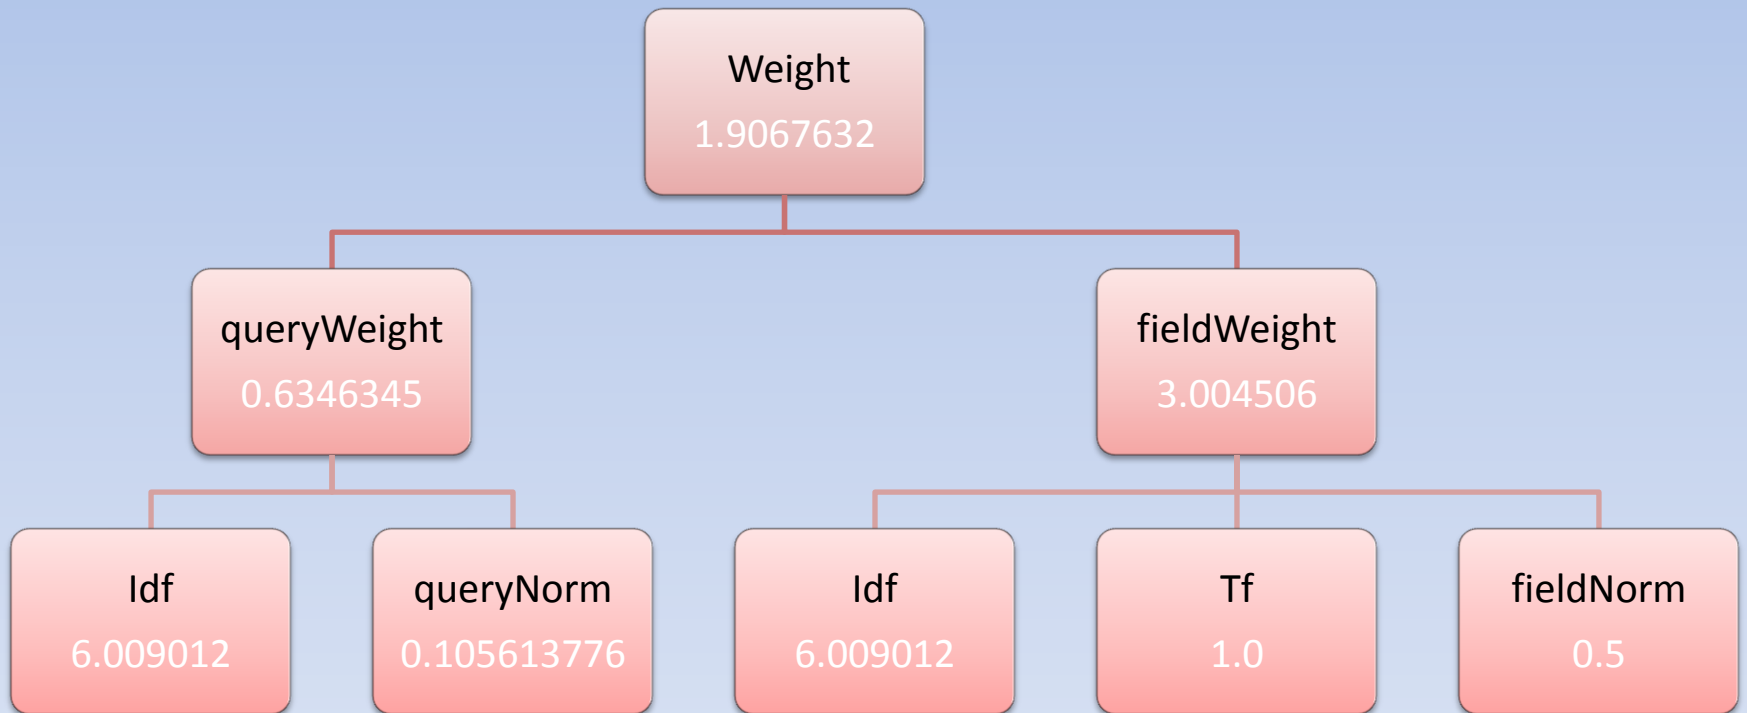 Weight
1.9067632
queryWeight
0.6346345
fieldWeight
3.004506
Idf
6.009012
queryNorm
0.105613776
Idf
6.009012
Tf
1.0
fieldNorm
0.5